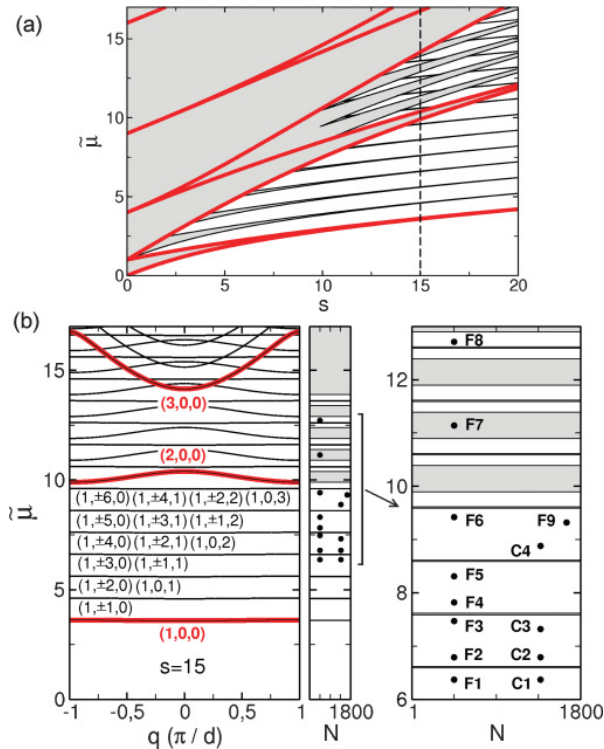 (a)
15
10
μ̃
5
0
0 5 10 15 20
s
(b)
15
(3,0,0)
(2,0,0)
10
μ̃
(1,±6,0)(1,±4,1)(1,±2,2)(1,0,3)
(1,±5,0)(1,±3,1)(1,±1,2)
(1,±4,0)(1,±2,1)(1,0,2)
(1,±3,0)(1,±1,1)
5
(1,±2,0)(1,0,1)
(1,±1,0)
(1,0,0)
s=15
0
-1 -0,5 0 0,5 1
q (π / d)
1 1800
N
F8
12
F7
10
F6 F9
C4
F5
8
F4
F3 C3
F2 C2
F1 C1
6
1 1800
N